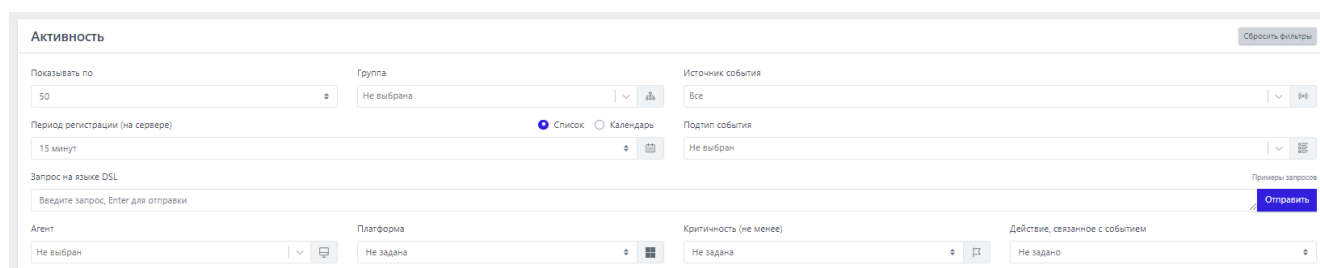 Активность
Сбросить фильтры
Показывать по
Группа
Источник события
50
Не выбрана
Все
Период регистрации (на сервере)
Список
Календарь
Подтип события
15 минут
Не выбран
Запрос на языке DSL
Примеры запросов
Введите запрос, Enter для отправки
Отправить
Агент
Платформа
Критичность (не менее)
Действие, связанное с событием
Не выбран
Не задана
Не задана
Не задано